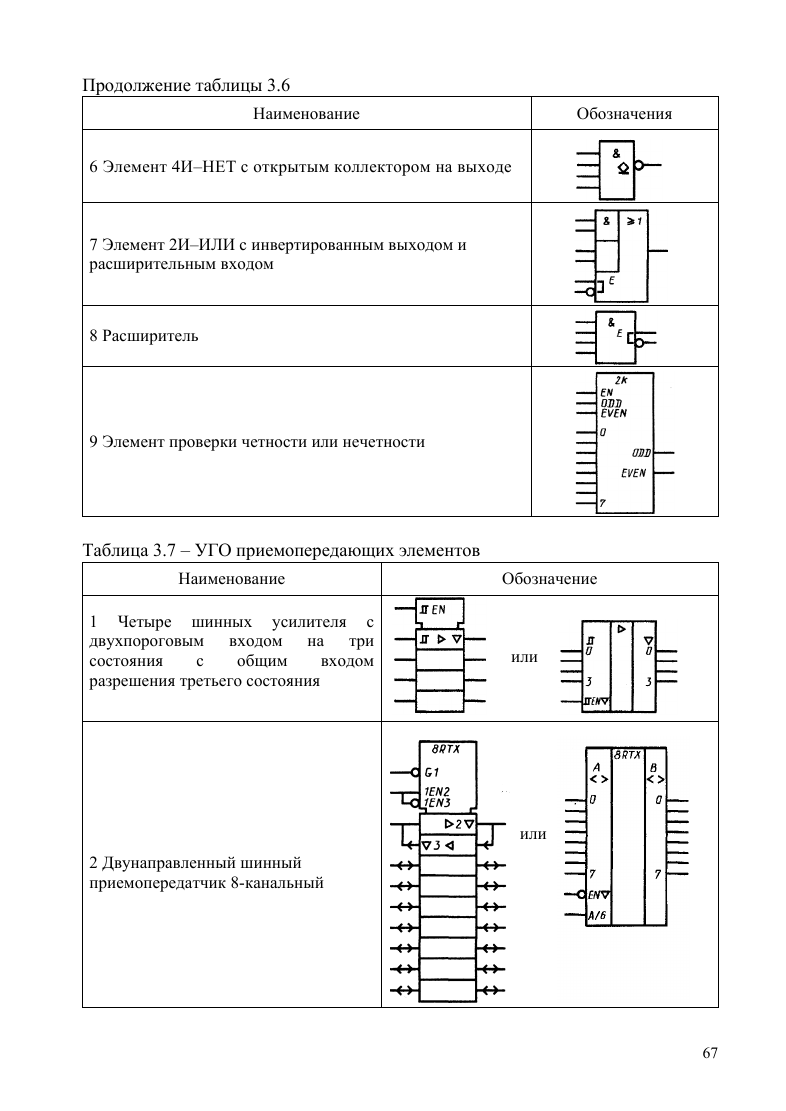 Продолжение таблицы 3.6
Наименование
Обозначения
6 Элемент 4И–НЕТ с открытым коллектором на выходе
&
7 Элемент 2И–ИЛИ с инвертированным выходом и
расширительным входом
& ⩾1
E
8 Расширитель
&
E
9 Элемент проверки четности или нечетности
2k
EN
ODD
EVEN
0
ODD
EVEN
7
Таблица 3.7 – УГО приемопередающих элементов
Наименование
Обозначение
1 Четыре шинных усилителя с
двухпороговым входом на три
состояния с общим входом
разрешения третьего состояния
EN
или
0 0
3 3
EN▽
2 Двунаправленный шинный
приемопередатчик 8-канальный
8RTX
G1
1EN2
1EN3
▷2▽
▽3◁
или
8RTX
A B
< > < >
0 0
7 7
EN▽
A/6
67